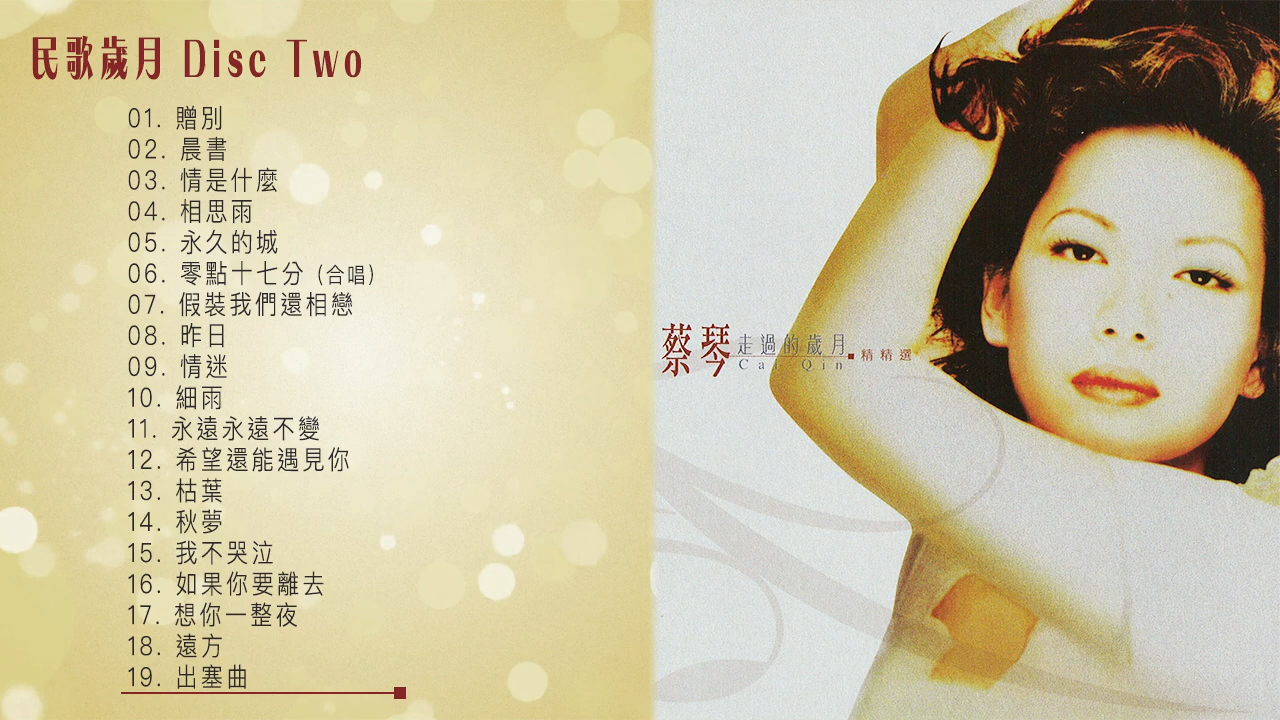 民歌歲月 Disc Two
01. 贈別
02. 晨書
03. 情是什麼
04. 相思雨
05. 永久的城
06. 零點十七分 (合唱)
07. 假裝我們還相戀
08. 昨日
09. 情迷
10. 細雨
11. 永遠永遠不變
12. 希望還能遇見你
13. 枯葉
14. 秋夢
15. 我不哭泣
16. 如果你要離去
17. 想你一整夜
18. 遠方
19. 出塞曲
蔡琴 走過的歲月 精精選
Cai Qin